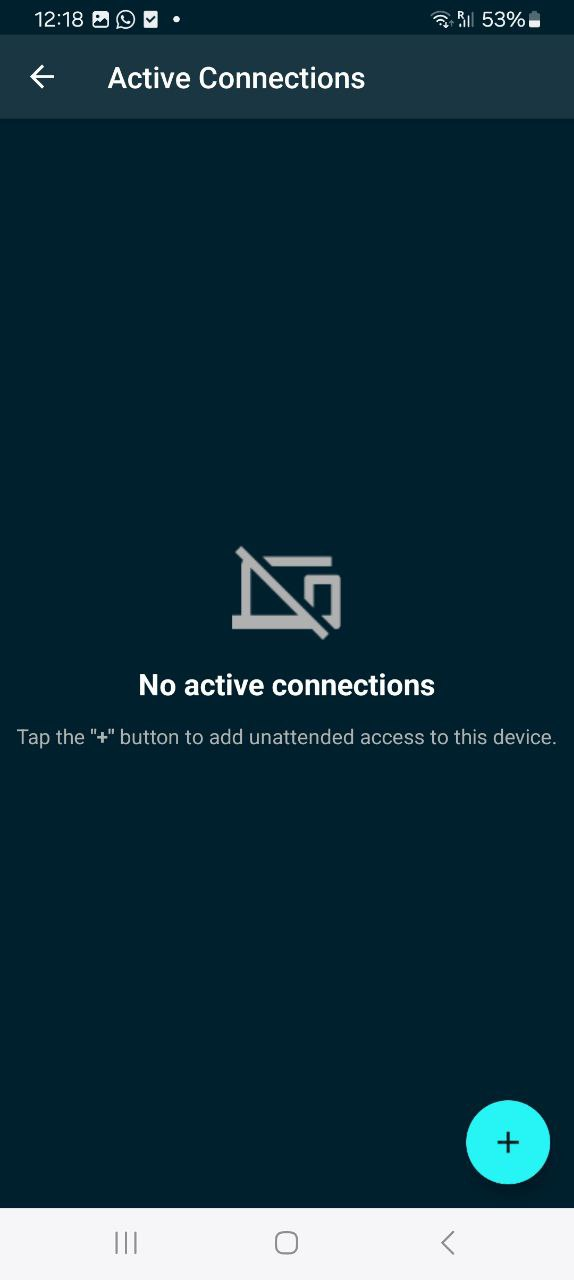 12:18
R 53%
Active Connections
No active connections
Tap the "+" button to add unattended access to this device.
+